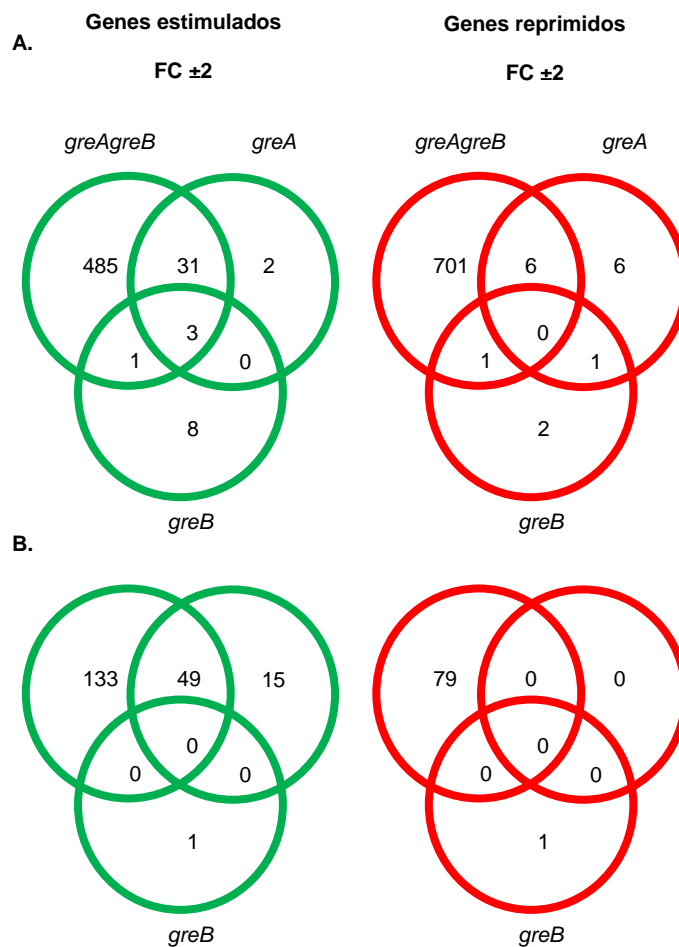 Genes estimulados Genes reprimidos
A.
FC ±2 FC ±2
greAgreB greA greAgreB greA
485 31 2 701 6 6
3 0
1 0 1 1
8 2
greB greB
B.
133 49 15 79 0 0
0 0
0 0 0 0
1 1
greB greB